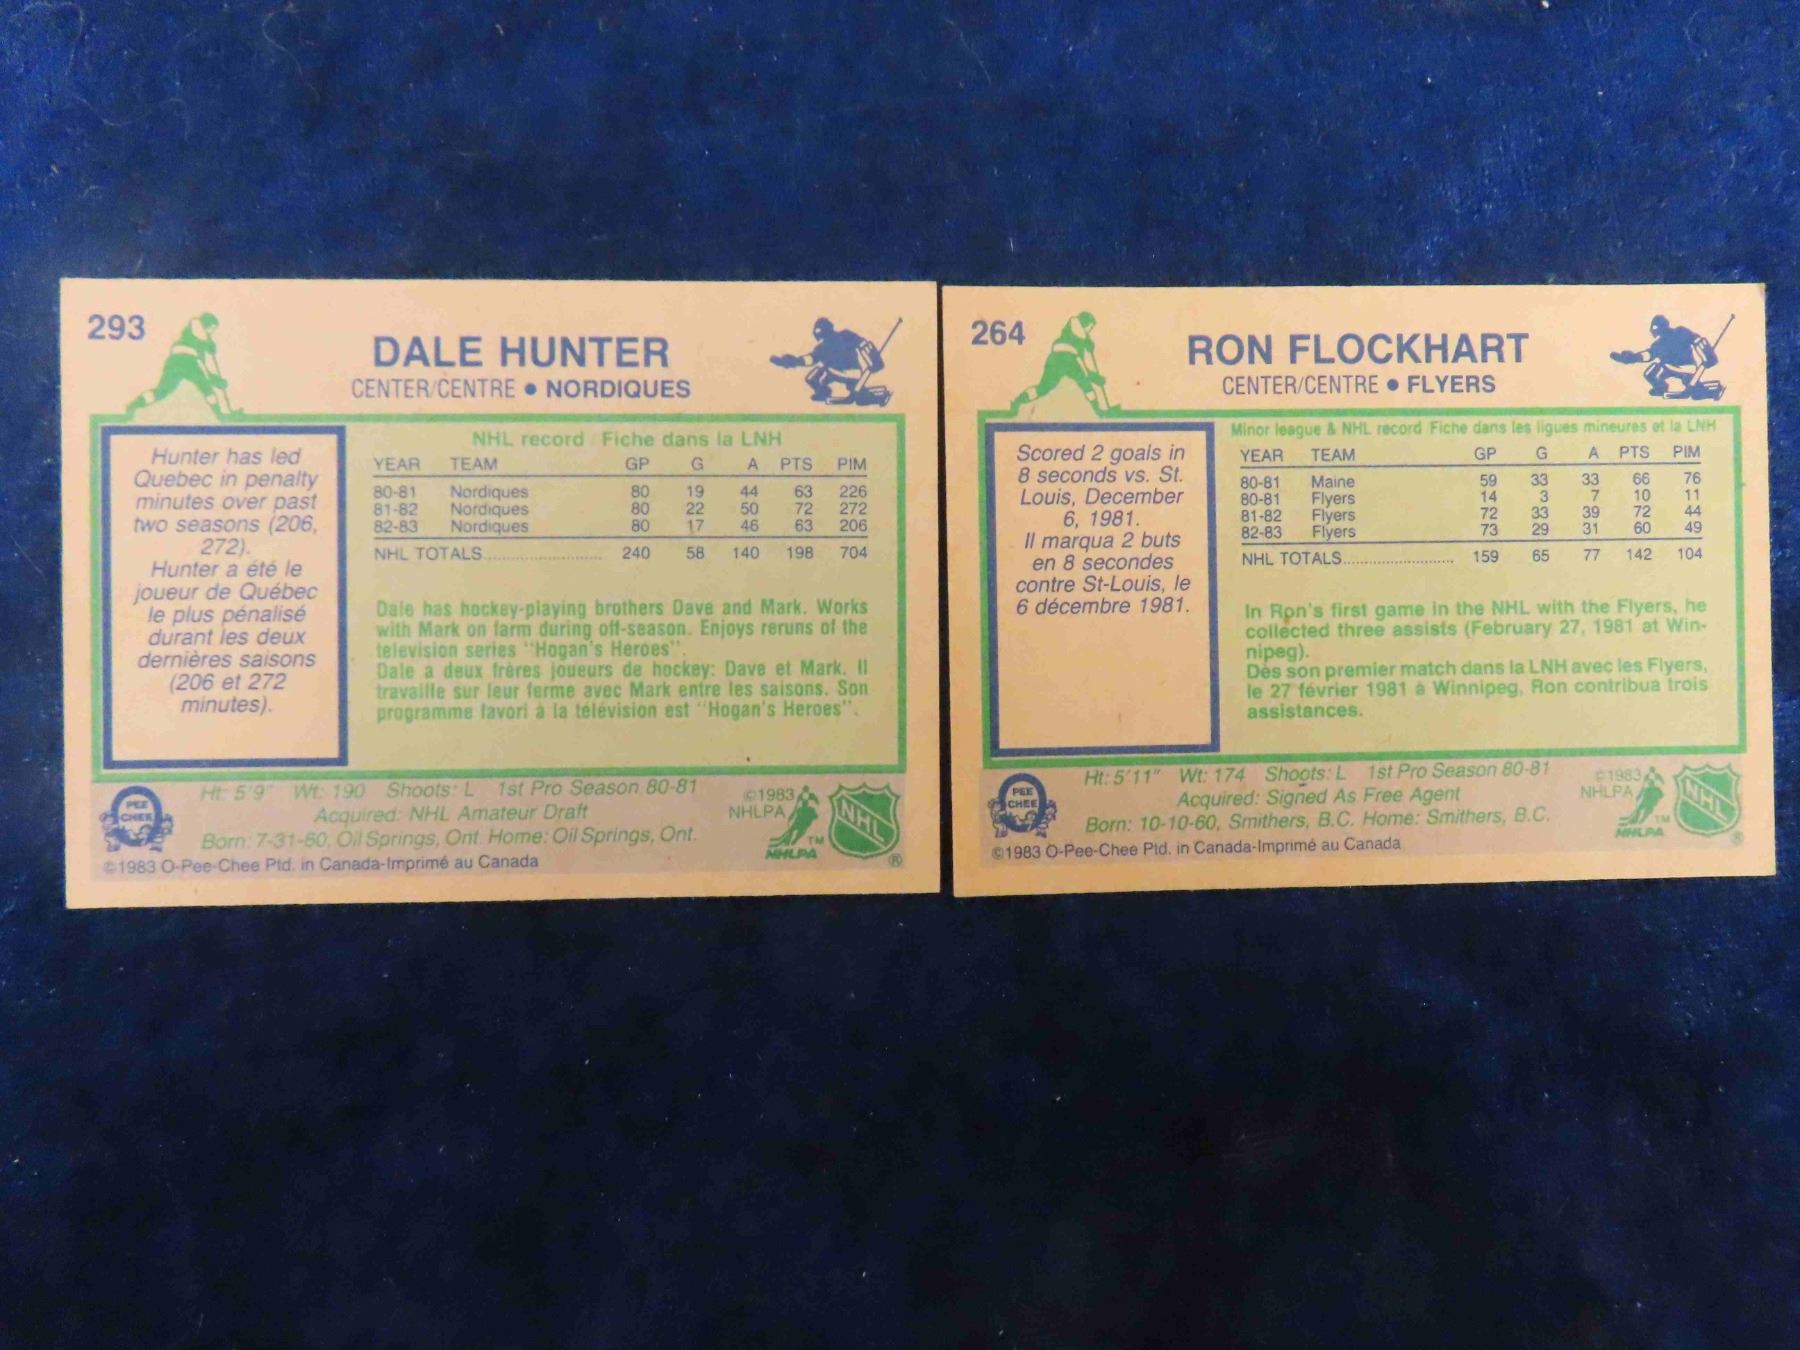 293
DALE HUNTER
CENTER/CENTRE • NORDIQUES
Hunter has led
Quebec in penalty
minutes over past
two seasons (206,
272).
Hunter a été le
joueur de Québec
le plus pénalisé
durant les deux
dernières saisons
(206 et 272
minutes).
NHL record Fiche dans la LNH
YEAR TEAM GP G A PTS PIM
80-81 Nordiques 80 19 44 63 226
81-82 Nordiques 80 22 50 72 272
82-83 Nordiques 80 17 46 63 206
NHL TOTALS 240 58 140 198 704
Dale has hockey-playing brothers Dave and Mark. Works
with Mark on farm during off-season. Enjoys reruns of the
television series "Hogan's Heroes".
Dale a deux frères joueurs de hockey: Dave et Mark. Il
travaille sur leur ferme avec Mark entre les saisons. Son
programme favori à la télévision est "Hogan's Heroes".
Ht: 5'9" Wt: 190 Shoots: L 1st Pro Season 80-81
Acquired: NHL Amateur Draft
Born: 7-31-60, Oil Springs, Ont. Home: Oil Springs, Ont.
©1983 O-Pee-Chee Ptd. in Canada-Imprimé au Canada
PEE
CHEE
©1983
NHLPA
NHLPA TM
NHL ®
264
RON FLOCKHART
CENTER/CENTRE • FLYERS
Scored 2 goals in
8 seconds vs. St.
Louis, December
6, 1981.
Il marqua 2 buts
en 8 secondes
contre St-Louis, le
6 décembre 1981.
Minor league & NHL record Fiche dans les ligues mineures et la LNH
YEAR TEAM GP G A PTS PIM
80-81 Maine 59 33 33 66 76
80-81 Flyers 14 3 7 10 11
81-82 Flyers 72 33 39 72 44
82-83 Flyers 73 29 31 60 49
NHL TOTALS 159 65 77 142 104
In Ron's first game in the NHL with the Flyers, he
collected three assists (February 27, 1981 at Win-
nipeg).
Dès son premier match dans la LNH avec les Flyers,
le 27 février 1981 à Winnipeg, Ron contribua trois
assistances.
Ht: 5'11" Wt: 174 Shoots: L 1st Pro Season 80-81
Acquired: Signed As Free Agent
Born: 10-10-60, Smithers, B.C. Home: Smithers, B.C.
©1983 O-Pee-Chee Ptd. in Canada-Imprimé au Canada
PEE
CHEE
©1983
NHLPA
NHLPA TM
NHL ®